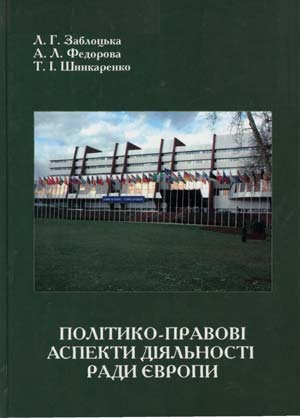 Л. Г. Заблоцька
А. Л. Федорова
Т. І. Шинкаренко
ПОЛІТИКО-ПРАВОВІ
АСПЕКТИ ДІЯЛЬНОСТІ
РАДИ ЄВРОПИ